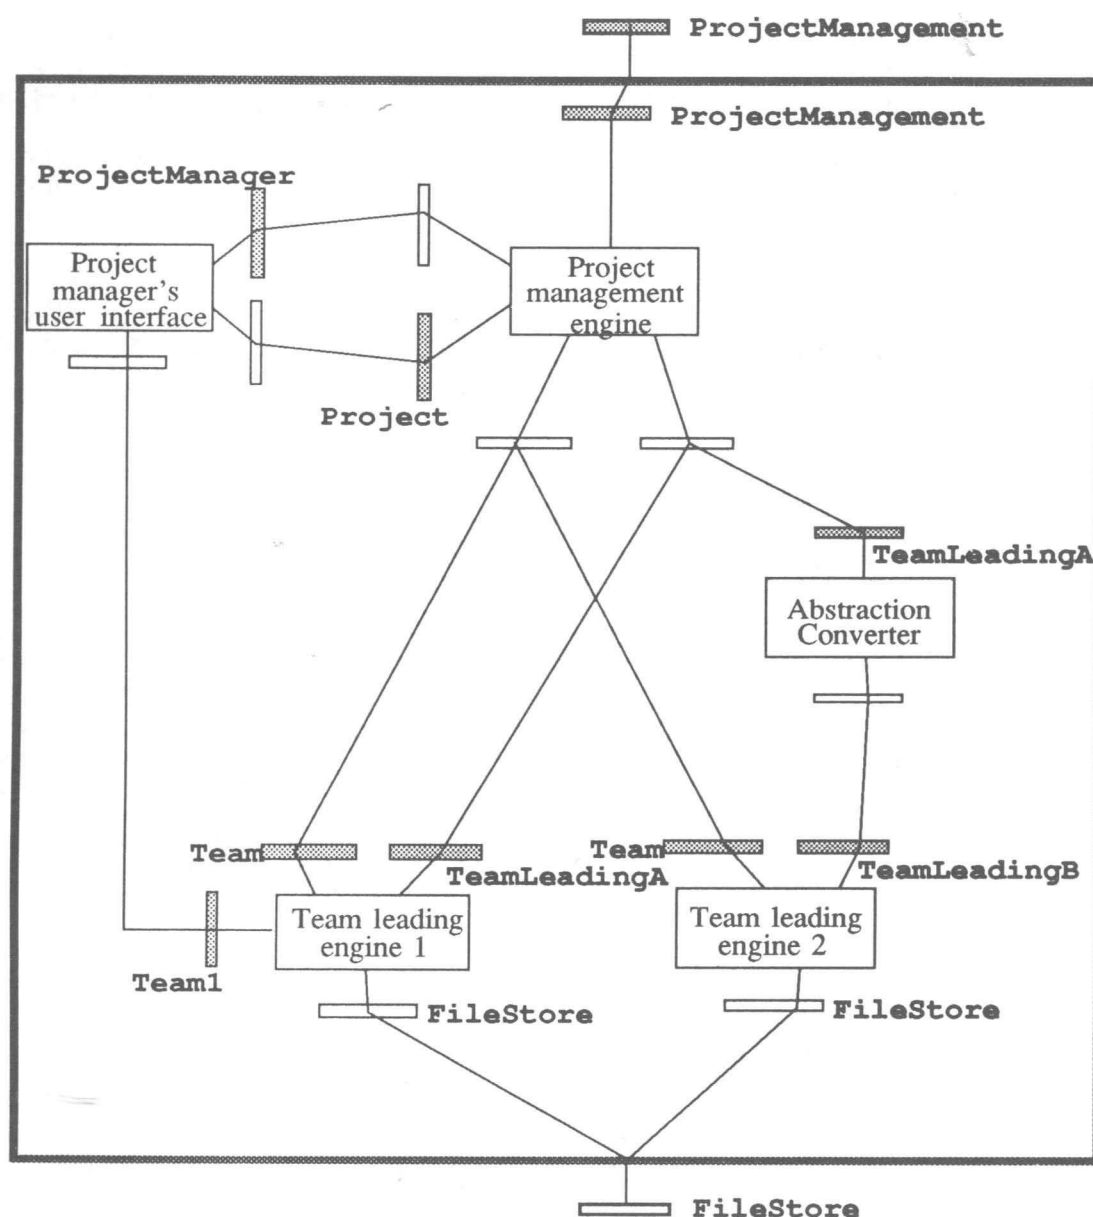 ProjectManagement
ProjectManagement
ProjectManager
Project
manager's
user interface
Project
management
engine
Project
TeamLeadingA
Abstraction
Converter
Team
TeamLeadingA
Team
TeamLeadingB
Team leading
engine 1
Team leading
engine 2
Team1
FileStore
FileStore
FileStore